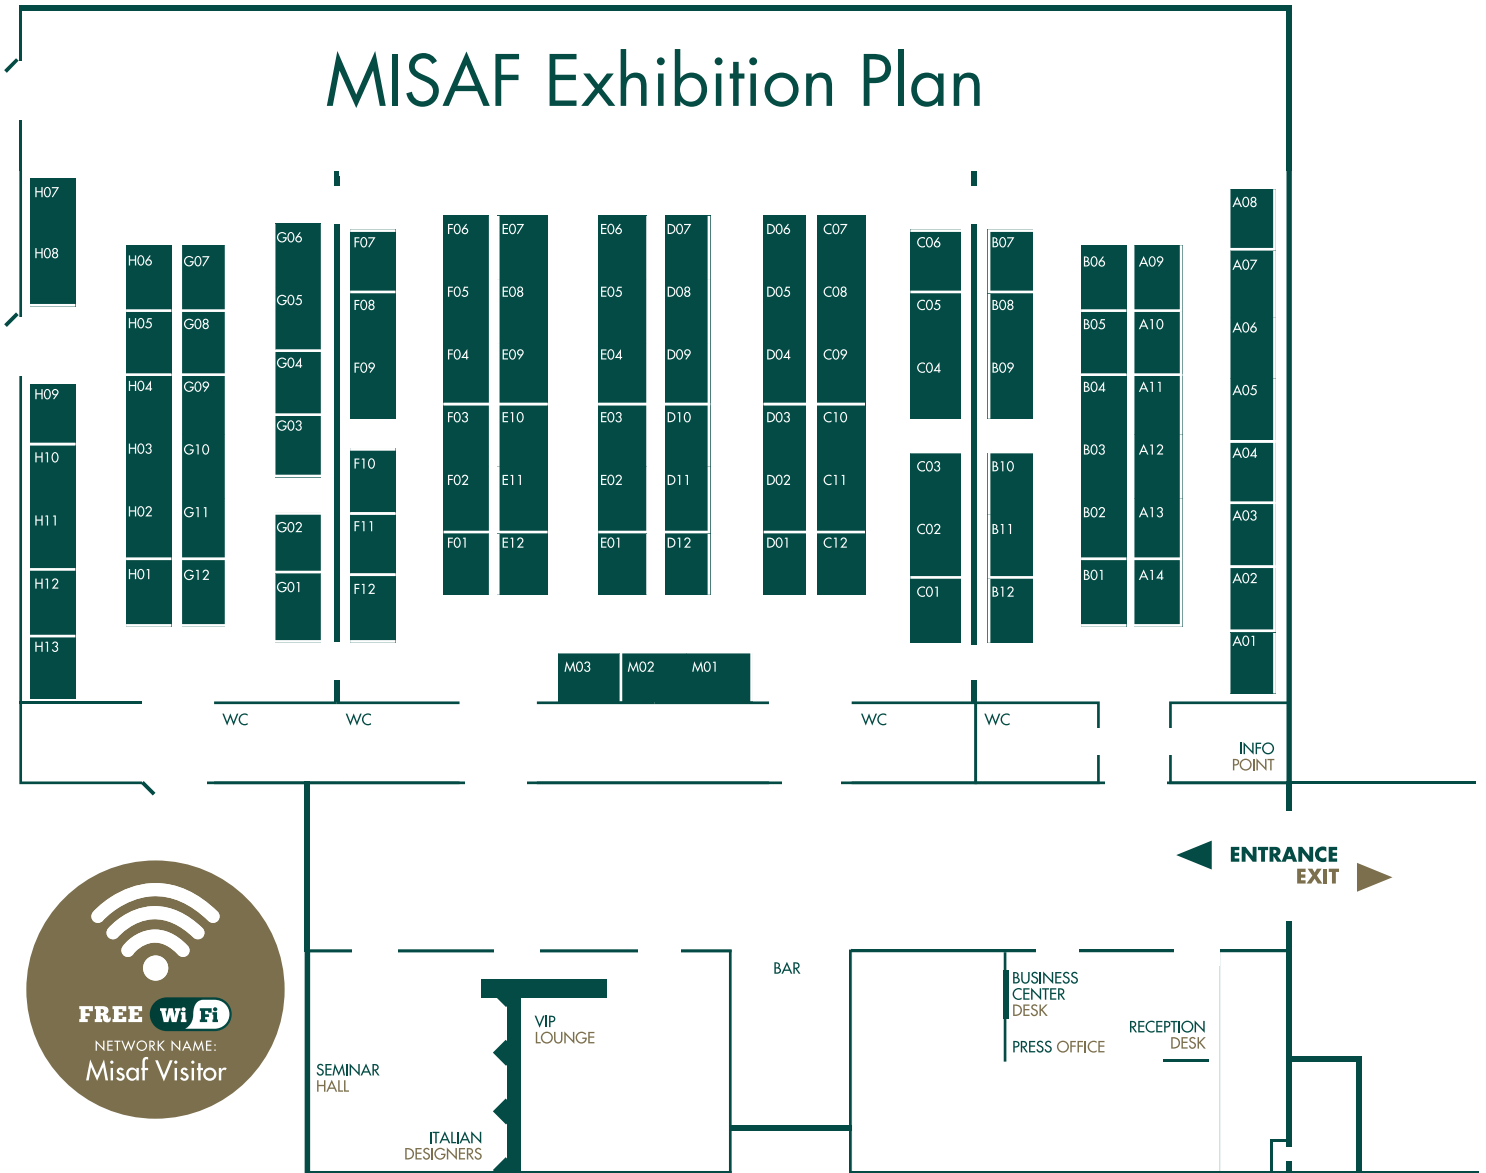 MISAF Exhibition Plan
H07
H08
H09
H10
H11
H12
H13
H06
H05
H04
H03
H02
H01
G07
G08
G09
G10
G11
G12
G06
G05
G04
G03
G02
G01
F07
F08
F09
F10
F11
F12
F06
F05
F04
F03
F02
F01
E07
E08
E09
E10
E11
E12
E06
E05
E04
E03
E02
E01
D07
D08
D09
D10
D11
D12
D06
D05
D04
D03
D02
D01
C07
C08
C09
C10
C11
C12
C06
C05
C04
C03
C02
C01
B07
B08
B09
B10
B11
B12
B06
B05
B04
B03
B02
B01
A09
A10
A11
A12
A13
A14
A08
A07
A06
A05
A04
A03
A02
A01
M03
M02
M01
WC
WC
WC
WC
INFO
POINT
ENTRANCE
EXIT
FREE Wi Fi
NETWORK NAME:
Misaf Visitor
SEMINAR
HALL
ITALIAN
DESIGNERS
VIP
LOUNGE
BAR
BUSINESS
CENTER
DESK
PRESS OFFICE
RECEPTION
DESK